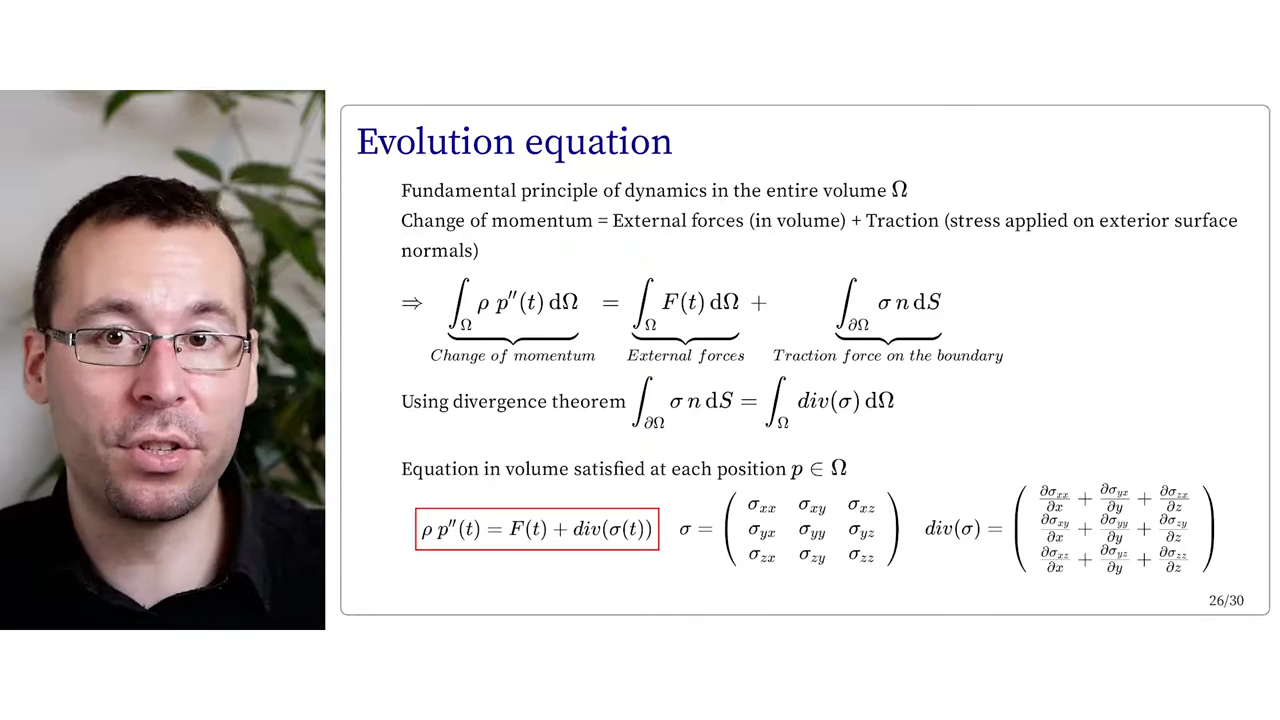 Evolution equation
Fundamental principle of dynamics in the entire volume Ω
Change of momentum = External forces (in volume) + Traction (stress applied on exterior surface
normals)
⇒ ∫_Ω ρ p″(t) dΩ = ∫_Ω F(t) dΩ + ∫_∂Ω σ n dS
Change of momentum External forces Traction force on the boundary
Using divergence theorem ∫_∂Ω σ n dS = ∫_Ω div(σ) dΩ
Equation in volume satisfied at each position p ∈ Ω
ρ p″(t) = F(t) + div(σ(t)) σ = ( σ_xx σ_xy σ_xz ; σ_yx σ_yy σ_yz ; σ_zx σ_zy σ_zz ) div(σ) = ( ∂σ_xx/∂x + ∂σ_yx/∂y + ∂σ_zx/∂z ; ∂σ_xy/∂x + ∂σ_yy/∂y + ∂σ_zy/∂z ; ∂σ_xz/∂x + ∂σ_yz/∂y + ∂σ_zz/∂z )
26/30